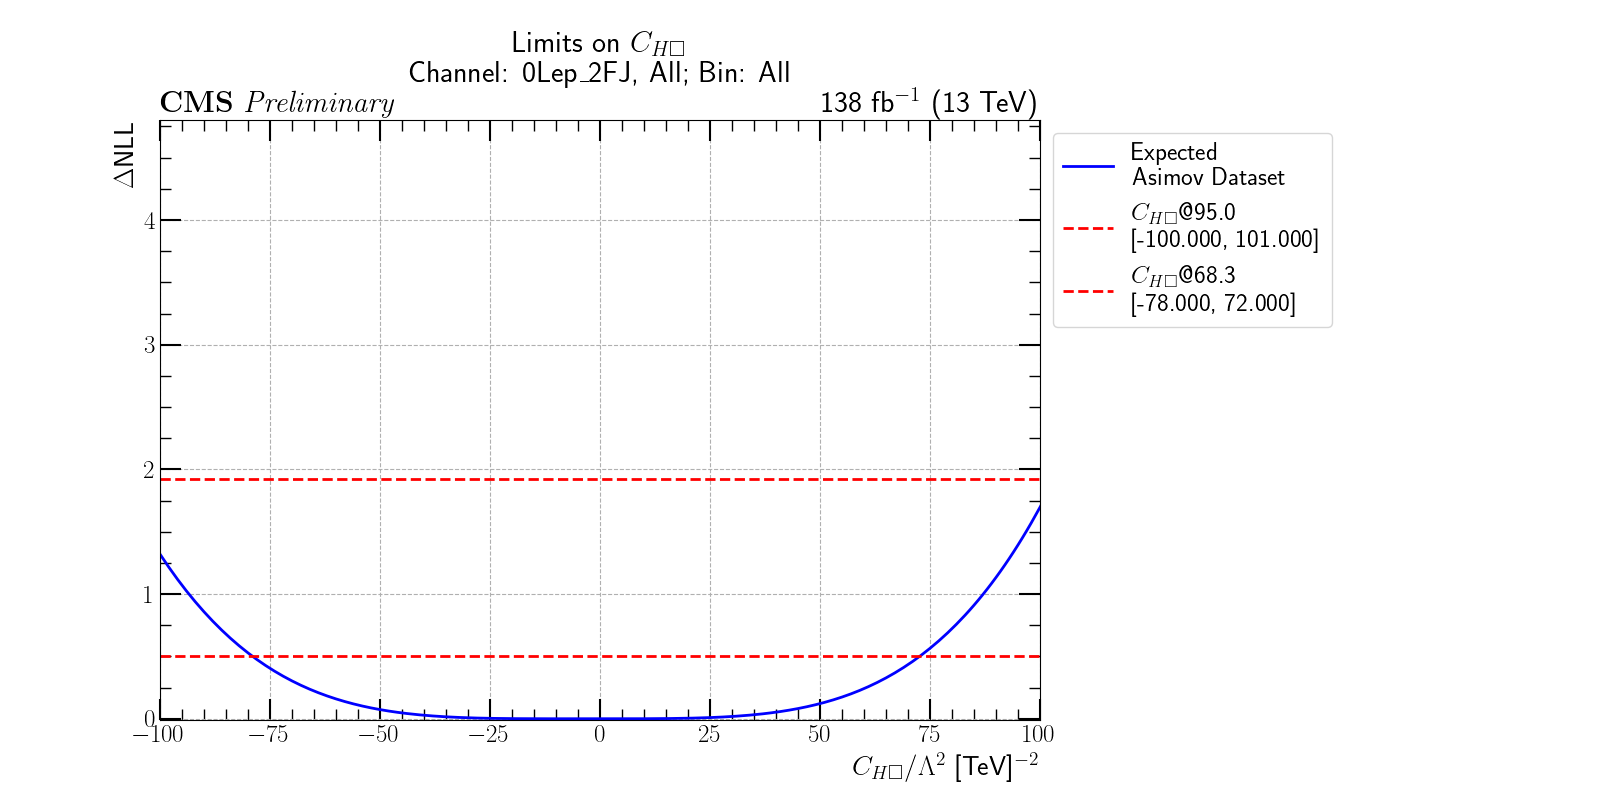 Limits on C_{H□}
Channel: 0Lep_2FJ, All; Bin: All
CMS Preliminary
138 fb⁻¹ (13 TeV)
ΔNLL
4
3
2
1
0
−100 −75 −50 −25 0 25 50 75 100
C_{H□}/Λ² [TeV]⁻²
Expected
Asimov Dataset
C_{H□}@95.0
[-100.000, 101.000]
C_{H□}@68.3
[-78.000, 72.000]